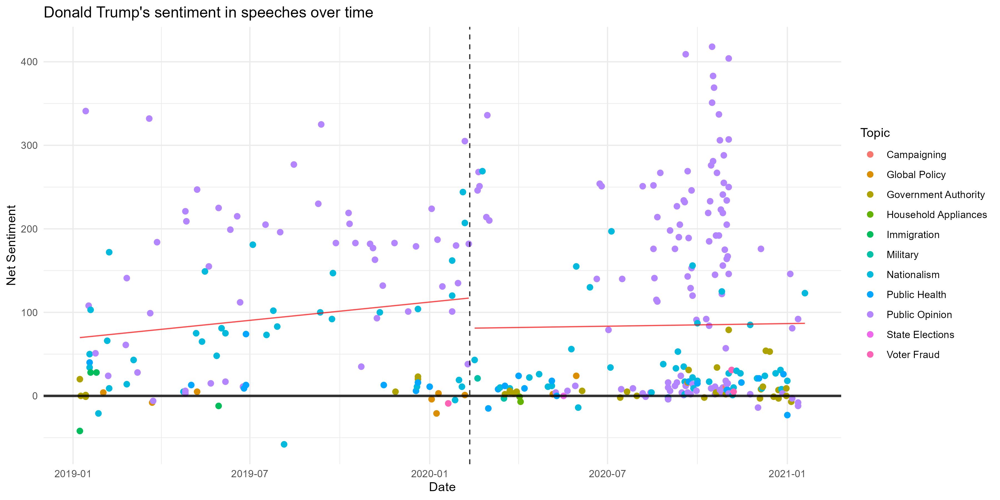 Donald Trump's sentiment in speeches over time
400
300
200
100
0
Net Sentiment
2019-01
2019-07
2020-01
2020-07
2021-01
Date
Topic
Campaigning
Global Policy
Government Authority
Household Appliances
Immigration
Military
Nationalism
Public Health
Public Opinion
State Elections
Voter Fraud